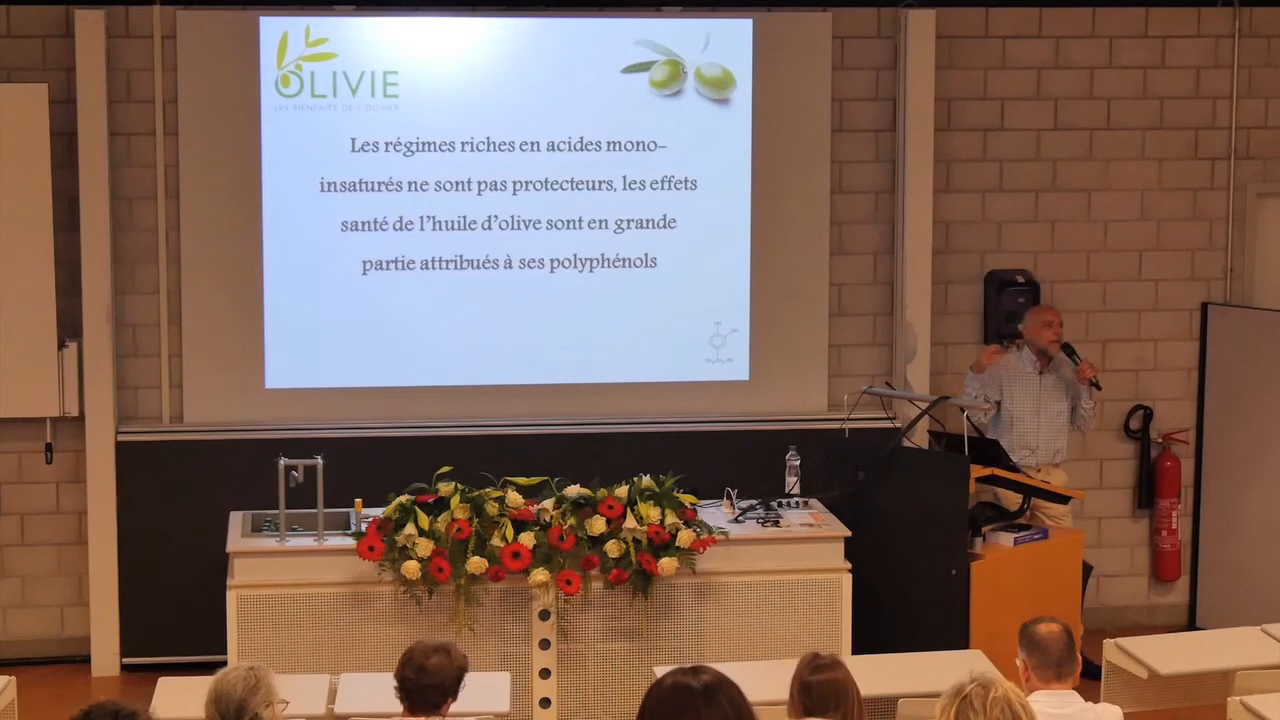 OLIVIE
LES BIENFAITS DE L'OLIVIER
Les régimes riches en acides mono-
insaturés ne sont pas protecteurs, les effets
santé de l'huile d'olive sont en grande
partie attribués à ses polyphénols